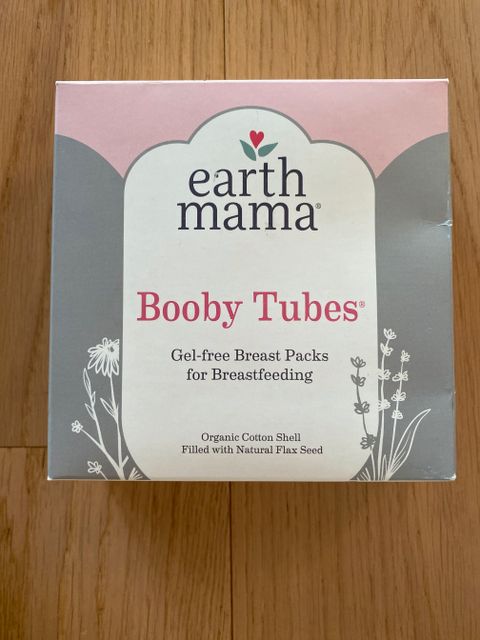 earth
mama®
Booby Tubes®
Gel-free Breast Packs
for Breastfeeding
Organic Cotton Shell
Filled with Natural Flax Seed